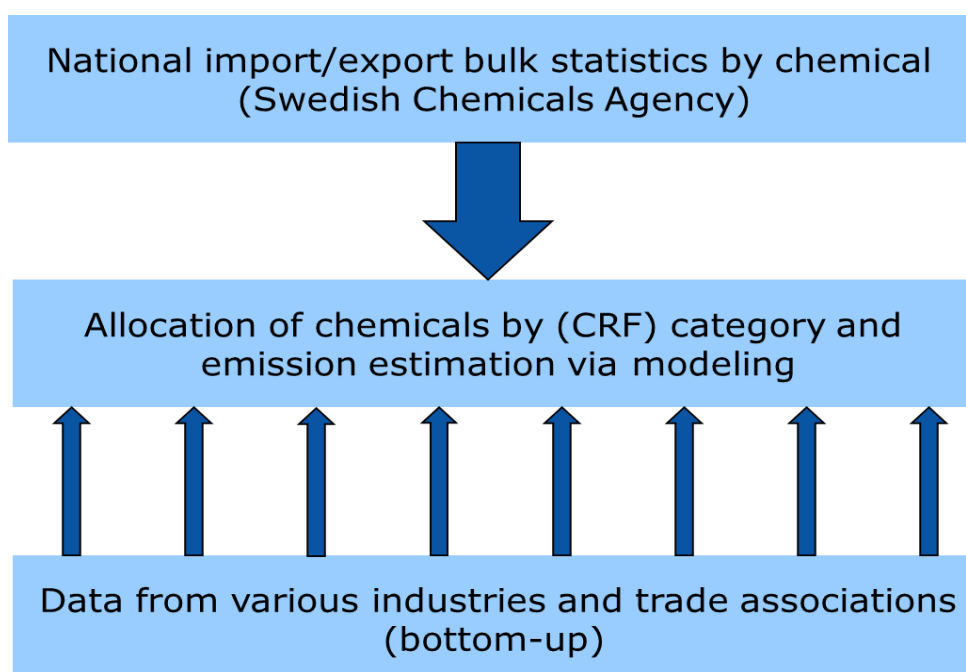 National import/export bulk statistics by chemical
(Swedish Chemicals Agency)
Allocation of chemicals by (CRF) category and
emission estimation via modeling
Data from various industries and trade associations
(bottom-up)